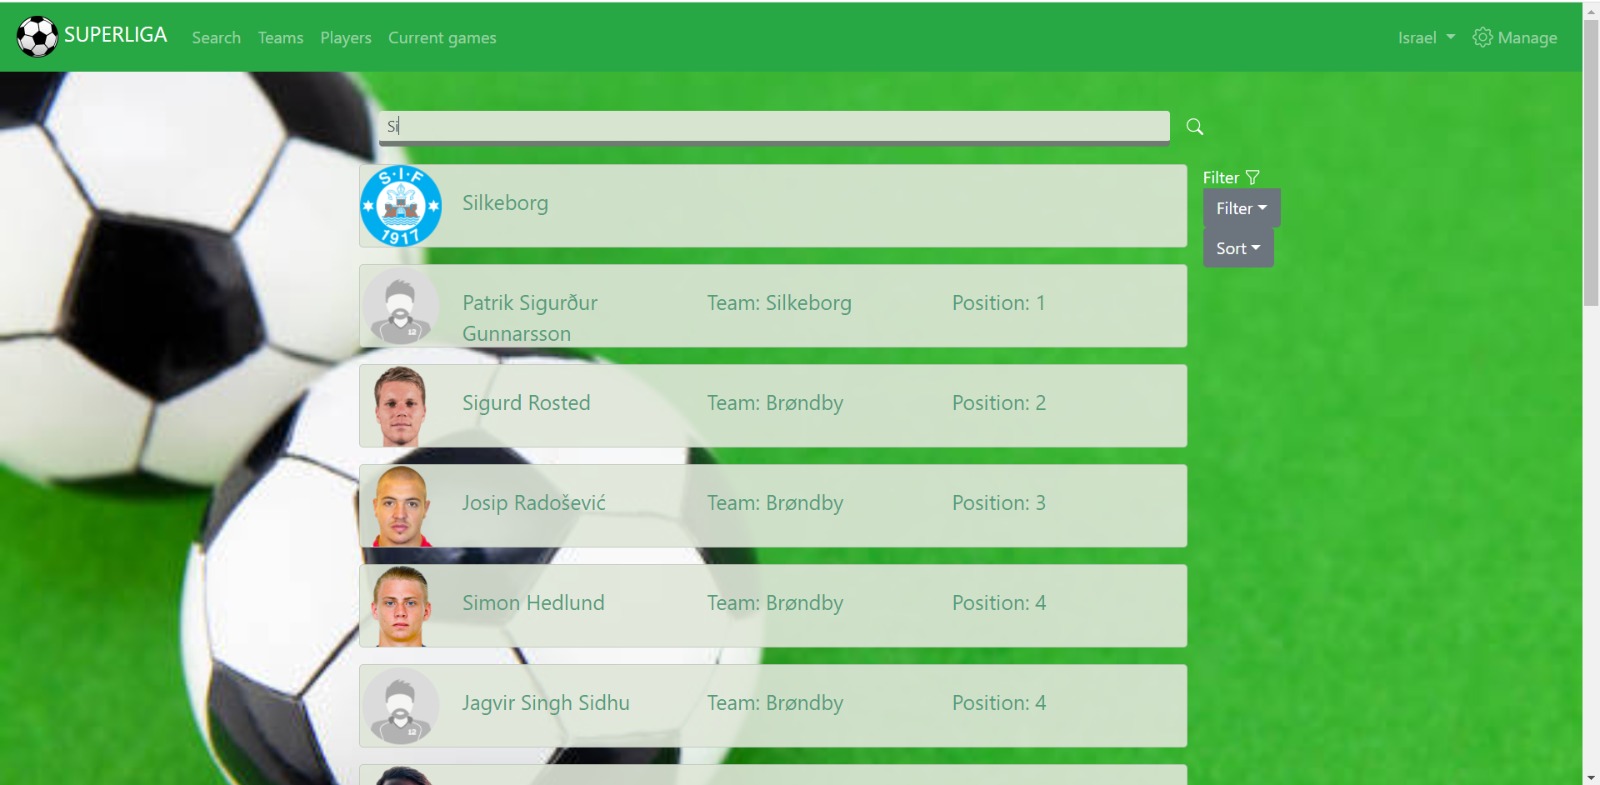 SUPERLIGA Search Teams Players Current games Israel Manage
Si
Filter
Filter
Sort
S·I·F
1917
Silkeborg
Patrik Sigurður Team: Silkeborg Position: 1
Gunnarsson
12
Sigurd Rosted Team: Brøndby Position: 2
Josip Radošević Team: Brøndby Position: 3
Simon Hedlund Team: Brøndby Position: 4
Jagvir Singh Sidhu Team: Brøndby Position: 4
12